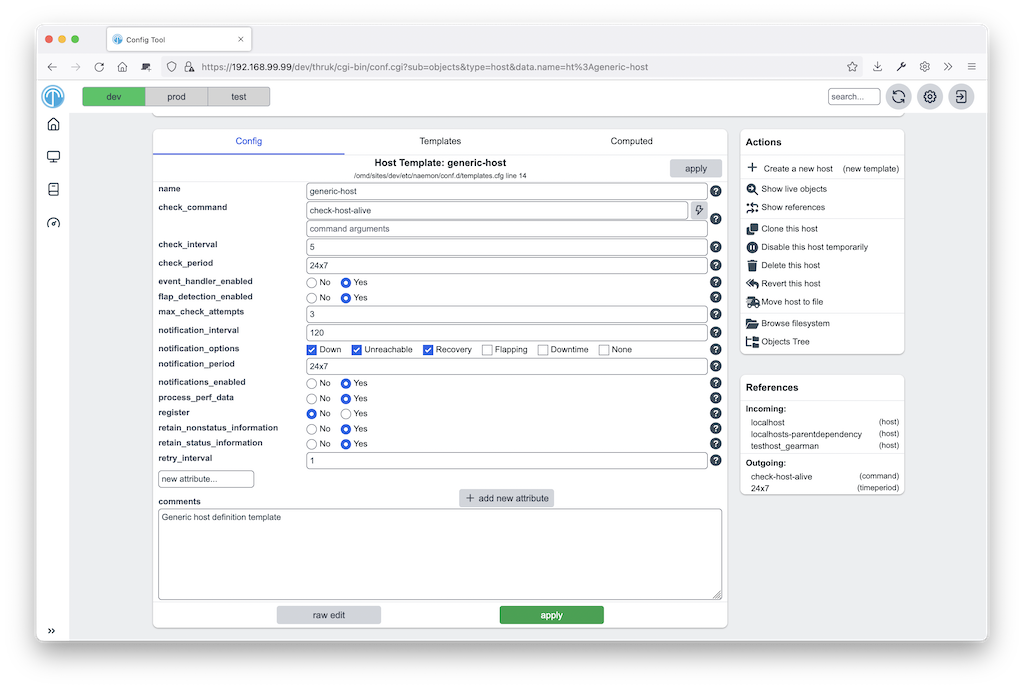 Config Tool
https://192.168.99.99/dev/thruk/cgi-bin/conf.cgi?sub=objects&type=host&data.name=ht%3Ageneric-host
dev prod test search...
Config Templates Computed
Host Template: generic-host
/omd/sites/dev/etc/naemon/conf.d/templates.cfg line 14
apply
name generic-host
check_command check-host-alive
command arguments
check_interval 5
check_period 24x7
event_handler_enabled No Yes
flap_detection_enabled No Yes
max_check_attempts 3
notification_interval 120
notification_options Down Unreachable Recovery Flapping Downtime None
notification_period 24x7
notifications_enabled No Yes
process_perf_data No Yes
register No Yes
retain_nonstatus_information No Yes
retain_status_information No Yes
retry_interval 1
new attribute...
+ add new attribute
comments
Generic host definition template
raw edit apply
Actions
Create a new host (new template)
Show live objects
Show references
Clone this host
Disable this host temporarily
Delete this host
Revert this host
Move host to file
Browse filesystem
Objects Tree
References
Incoming:
localhost (host)
localhosts-parentdependency (host)
testhost_gearman (host)
Outgoing:
check-host-alive (command)
24x7 (timeperiod)